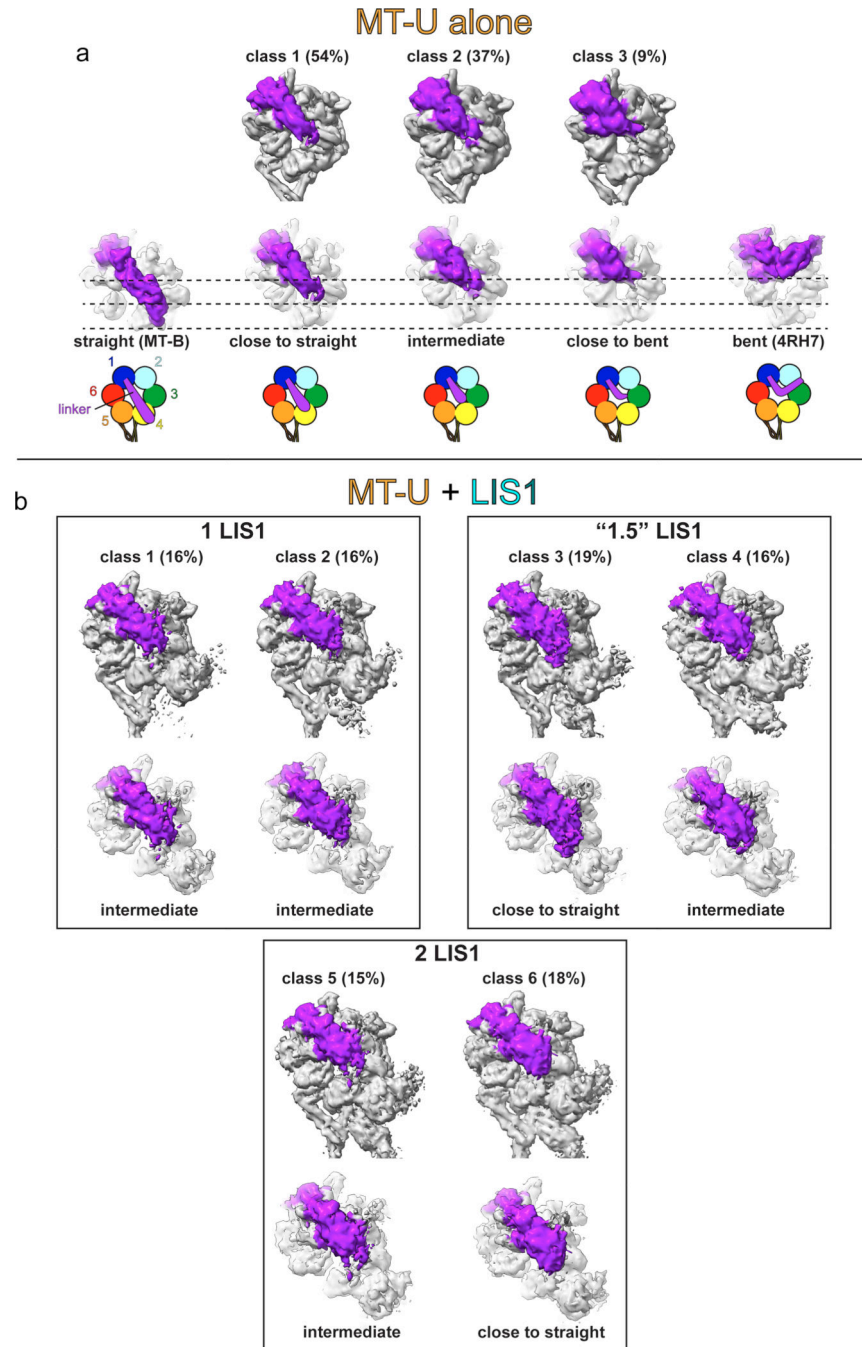 MT-U alone
a
class 1 (54%) class 2 (37%) class 3 (9%)
straight (MT-B) close to straight intermediate close to bent bent (4RH7)
1 2
6 3
linker
5 4
b
MT-U + LIS1
1 LIS1 “1.5” LIS1
class 1 (16%) class 2 (16%) class 3 (19%) class 4 (16%)
intermediate intermediate close to straight intermediate
2 LIS1
class 5 (15%) class 6 (18%)
intermediate close to straight